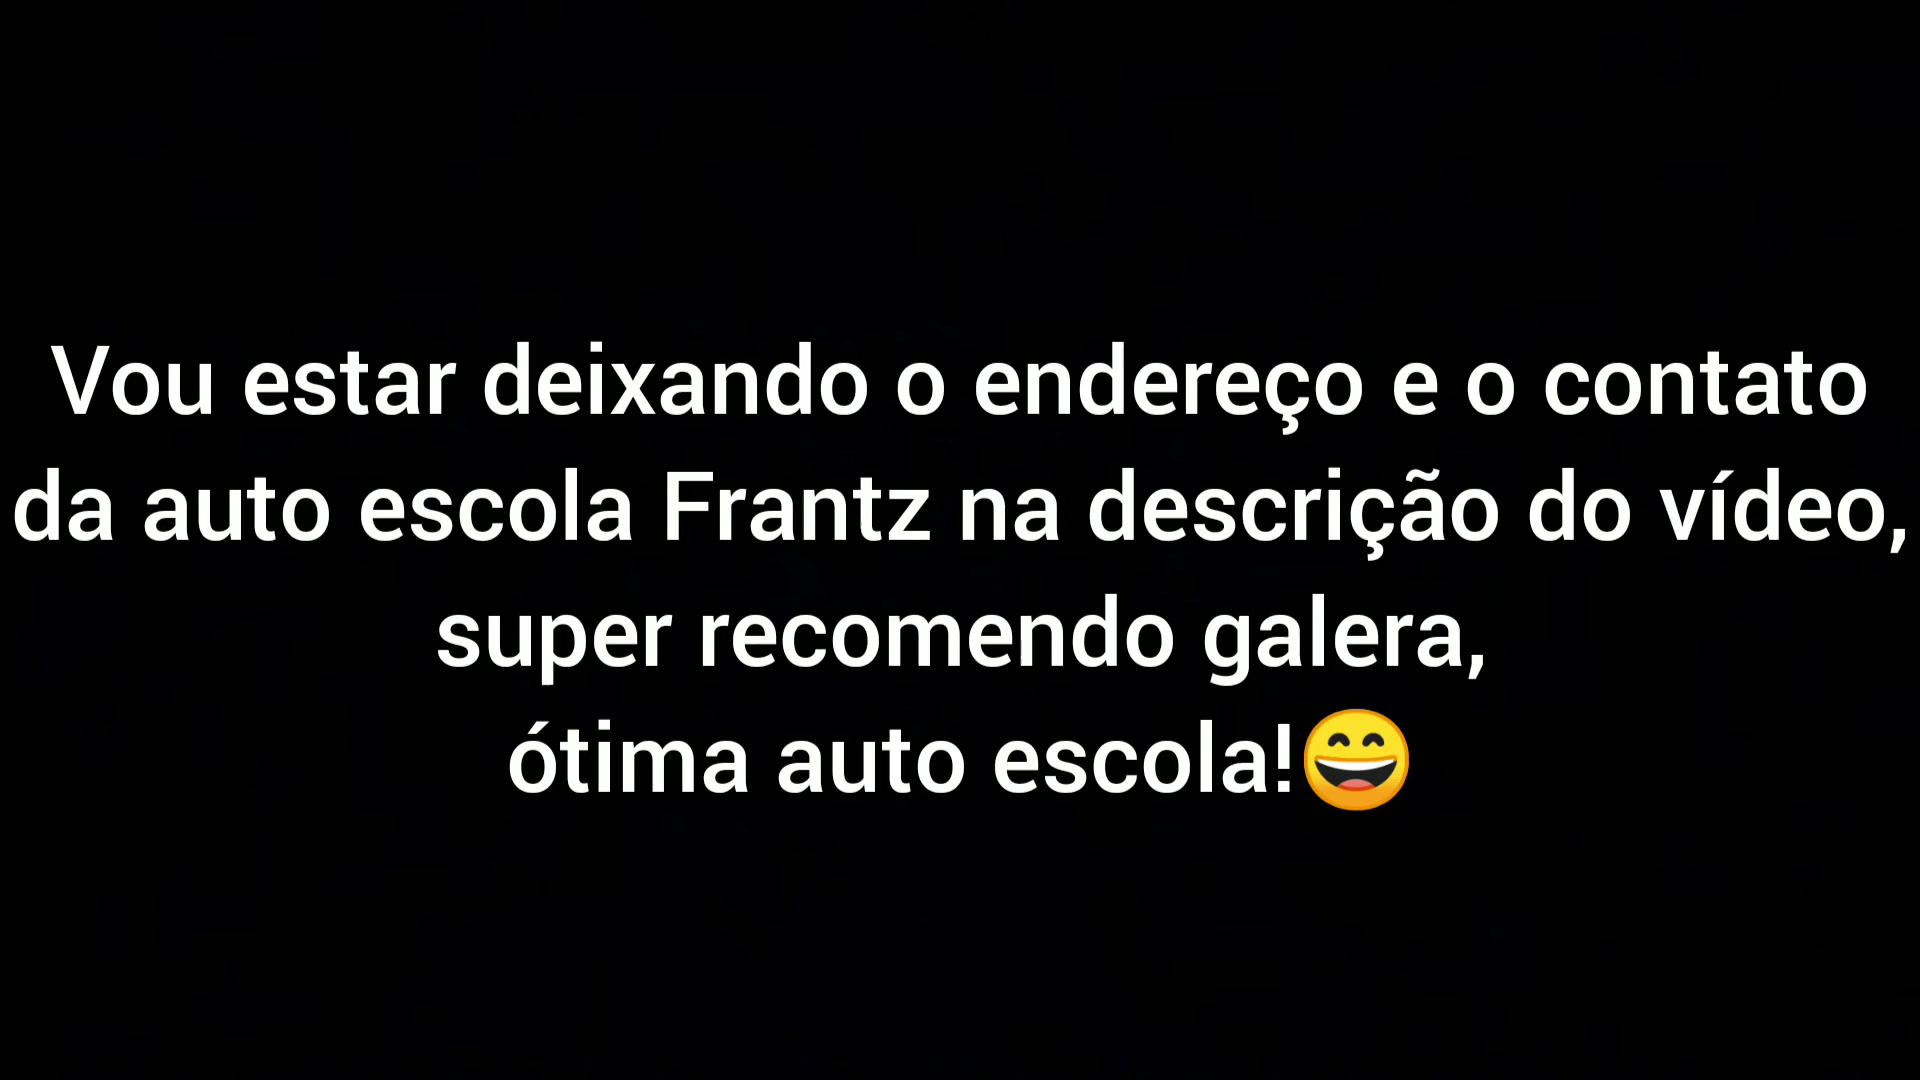 Vou estar deixando o endereço e o contato
da auto escola Frantz na descrição do vídeo,
super recomendo galera,
ótima auto escola!😄